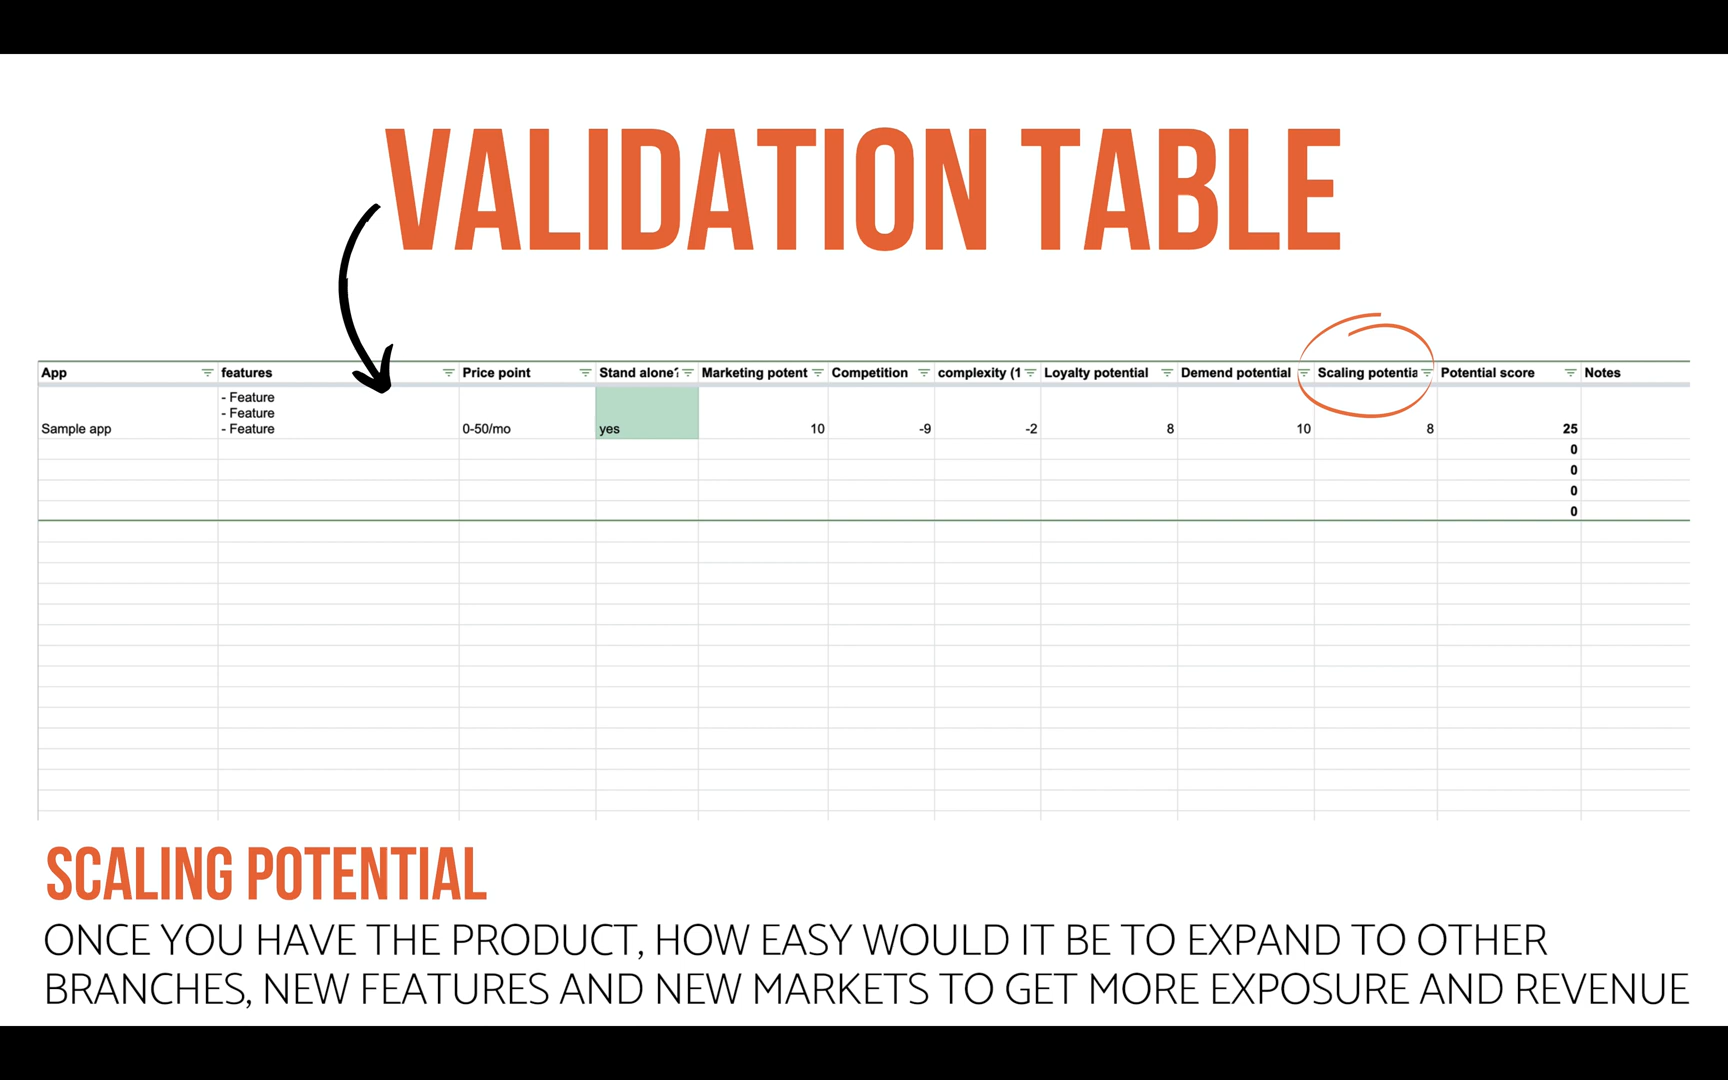 VALIDATION TABLE
App features Price point Stand alone? Marketing potent Competition complexity (1 Loyalty potential Demend potential Scaling potentia Potential score Notes
- Feature
- Feature
Sample app - Feature 0-50/mo yes 10 -9 -2 8 10 8 25
0
0
0
0
SCALING POTENTIAL
ONCE YOU HAVE THE PRODUCT, HOW EASY WOULD IT BE TO EXPAND TO OTHER
BRANCHES, NEW FEATURES AND NEW MARKETS TO GET MORE EXPOSURE AND REVENUE